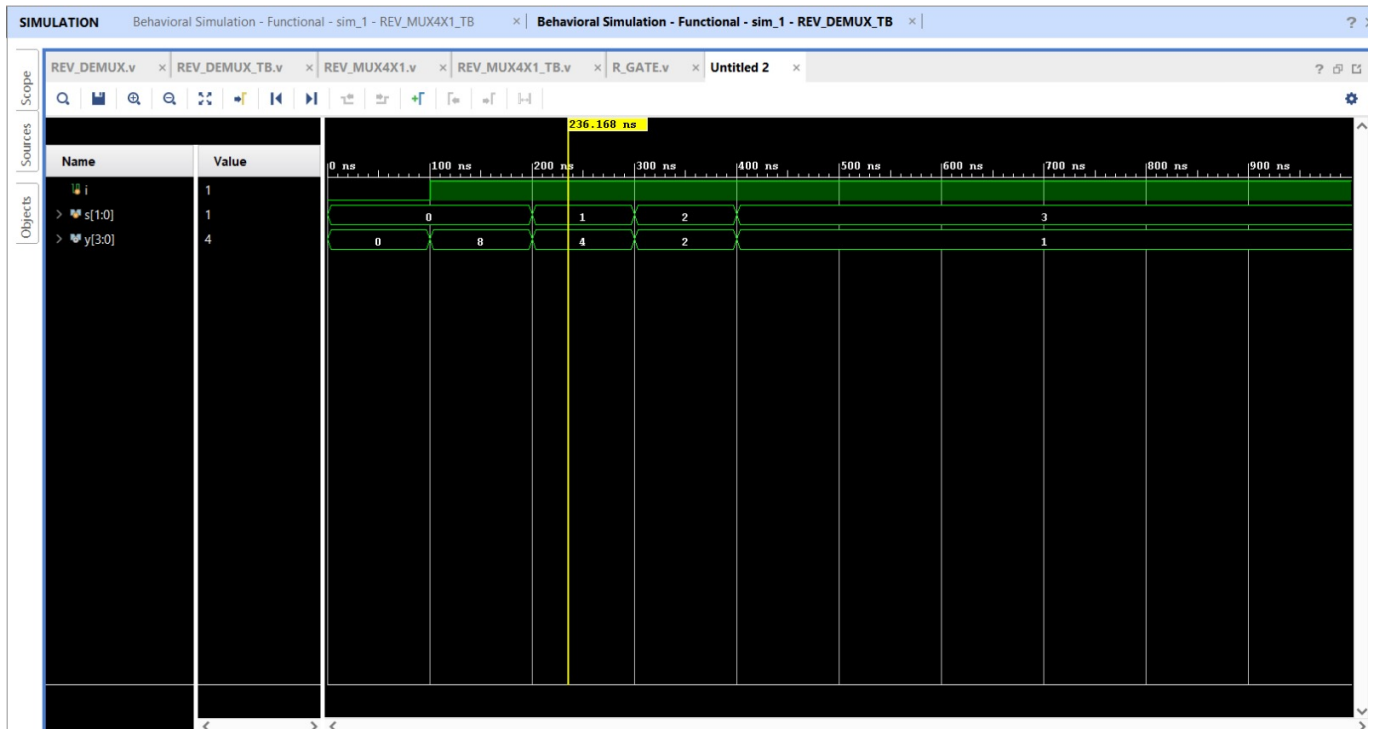 SIMULATION Behavioral Simulation - Functional - sim_1 - REV_MUX4X1_TB × Behavioral Simulation - Functional - sim_1 - REV_DEMUX_TB × ?
REV_DEMUX.v × REV_DEMUX_TB.v × REV_MUX4X1.v × REV_MUX4X1_TB.v × R_GATE.v × Untitled 2 × ?
Scope
Sources
Objects
236.168 ns
Name Value 0 ns 100 ns 200 ns 300 ns 400 ns 500 ns 600 ns 700 ns 800 ns 900 ns
i 1
s[1:0] 1 0 1 2 3
y[3:0] 4 0 8 4 2 1